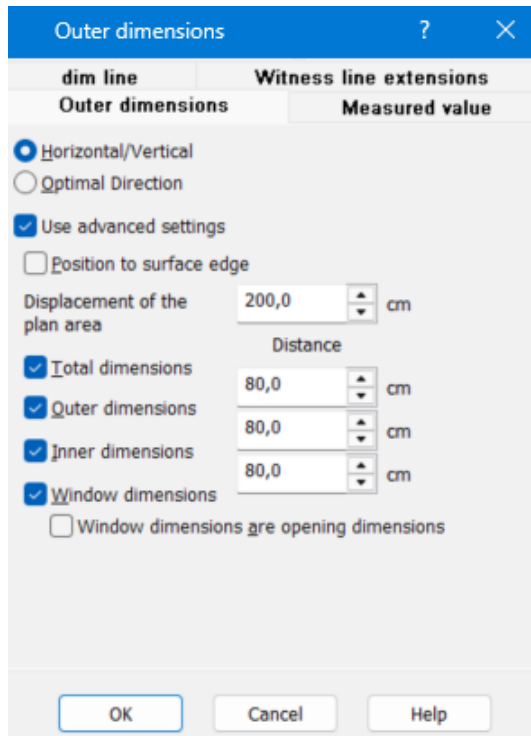 Outer dimensions ?
dim line Witness line extensions
Outer dimensions Measured value
Horizontal/Vertical
Optimal Direction
Use advanced settings
Position to surface edge
Displacement of the 200,0 cm
plan area
Distance
Total dimensions
80,0 cm
Outer dimensions
80,0 cm
Inner dimensions
80,0 cm
Window dimensions
Window dimensions are opening dimensions
OK Cancel Help